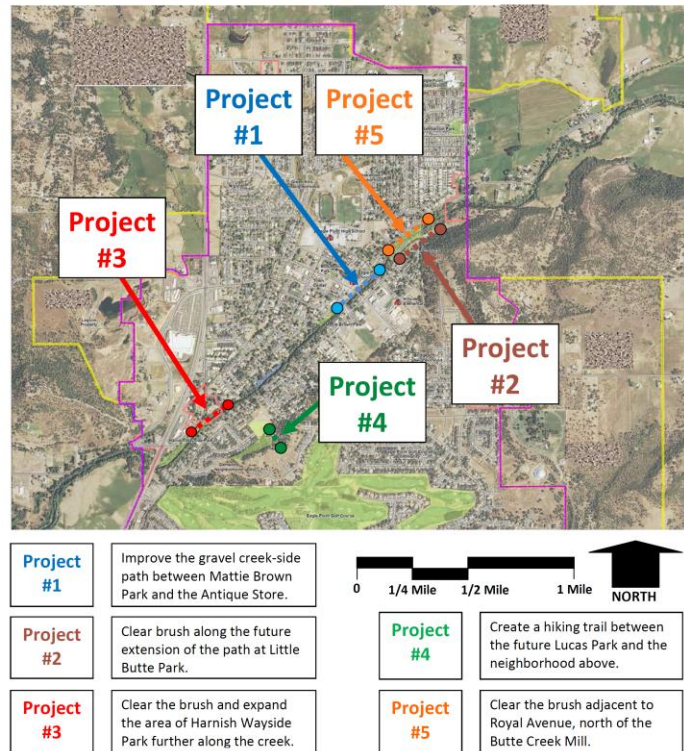 Project
#1
Project
#5
Project
#3
Project
#2
Project
#4
Project
#1
Improve the gravel creek-side
path between Mattie Brown
Park and the Antique Store.
Project
#2
Clear brush along the future
extension of the path at Little
Butte Park.
Project
#3
Clear the brush and expand
the area of Harnish Wayside
Park further along the creek.
0 1/4 Mile 1/2 Mile 1 Mile
NORTH
Project
#4
Create a hiking trail between
the future Lucas Park and the
neighborhood above.
Project
#5
Clear the brush adjacent to
Royal Avenue, north of the
Butte Creek Mill.